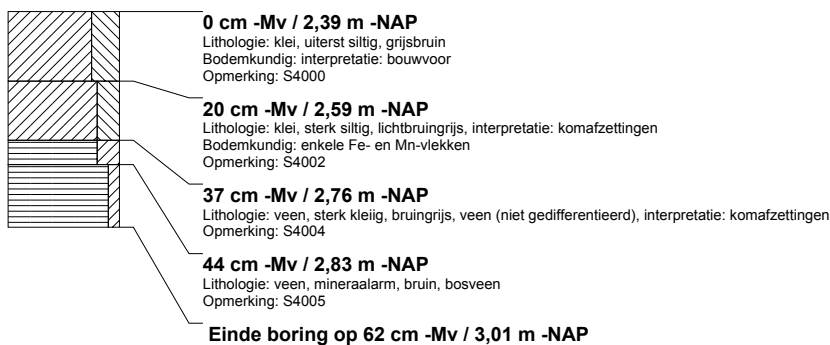 0 cm -Mv / 2,39 m -NAP
Lithologie: klei, uiterst siltig, grijsbruin
Bodemkundig: interpretatie: bouwvoor
Opmerking: S4000
20 cm -Mv / 2,59 m -NAP
Lithologie: klei, sterk siltig, lichtbruingrijs, interpretatie: komafzettingen
Bodemkundig: enkele Fe- en Mn-vlekken
Opmerking: S4002
37 cm -Mv / 2,76 m -NAP
Lithologie: veen, sterk kleiig, bruingrijs, veen (niet gedifferentieerd), interpretatie: komafzettingen
Opmerking: S4004
44 cm -Mv / 2,83 m -NAP
Lithologie: veen, mineraalarm, bruin, bosveen
Opmerking: S4005
Einde boring op 62 cm -Mv / 3,01 m -NAP